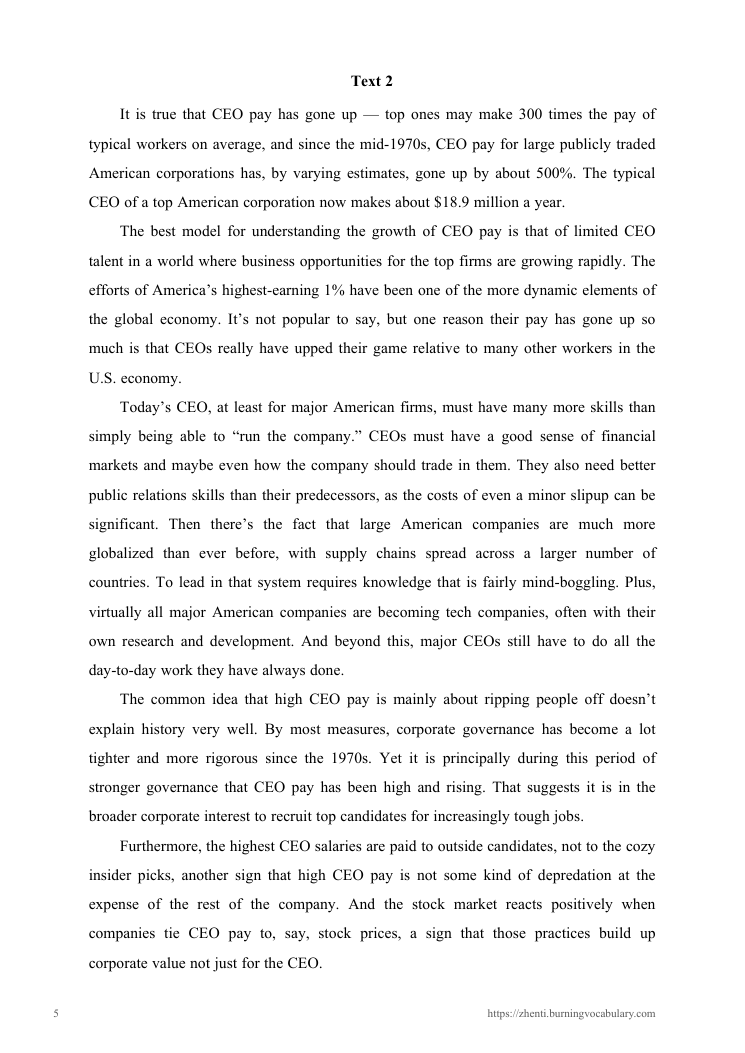 Text 2
It is true that CEO pay has gone up — top ones may make 300 times the pay of
typical workers on average, and since the mid-1970s, CEO pay for large publicly traded
American corporations has, by varying estimates, gone up by about 500%. The typical
CEO of a top American corporation now makes about $18.9 million a year.
The best model for understanding the growth of CEO pay is that of limited CEO
talent in a world where business opportunities for the top firms are growing rapidly. The
efforts of America’s highest-earning 1% have been one of the more dynamic elements of
the global economy. It’s not popular to say, but one reason their pay has gone up so
much is that CEOs really have upped their game relative to many other workers in the
U.S. economy.
Today’s CEO, at least for major American firms, must have many more skills than
simply being able to “run the company.” CEOs must have a good sense of financial
markets and maybe even how the company should trade in them. They also need better
public relations skills than their predecessors, as the costs of even a minor slipup can be
significant. Then there’s the fact that large American companies are much more
globalized than ever before, with supply chains spread across a larger number of
countries. To lead in that system requires knowledge that is fairly mind-boggling. Plus,
virtually all major American companies are becoming tech companies, often with their
own research and development. And beyond this, major CEOs still have to do all the
day-to-day work they have always done.
The common idea that high CEO pay is mainly about ripping people off doesn’t
explain history very well. By most measures, corporate governance has become a lot
tighter and more rigorous since the 1970s. Yet it is principally during this period of
stronger governance that CEO pay has been high and rising. That suggests it is in the
broader corporate interest to recruit top candidates for increasingly tough jobs.
Furthermore, the highest CEO salaries are paid to outside candidates, not to the cozy
insider picks, another sign that high CEO pay is not some kind of depredation at the
expense of the rest of the company. And the stock market reacts positively when
companies tie CEO pay to, say, stock prices, a sign that those practices build up
corporate value not just for the CEO.
5 https://zhenti.burningvocabulary.com